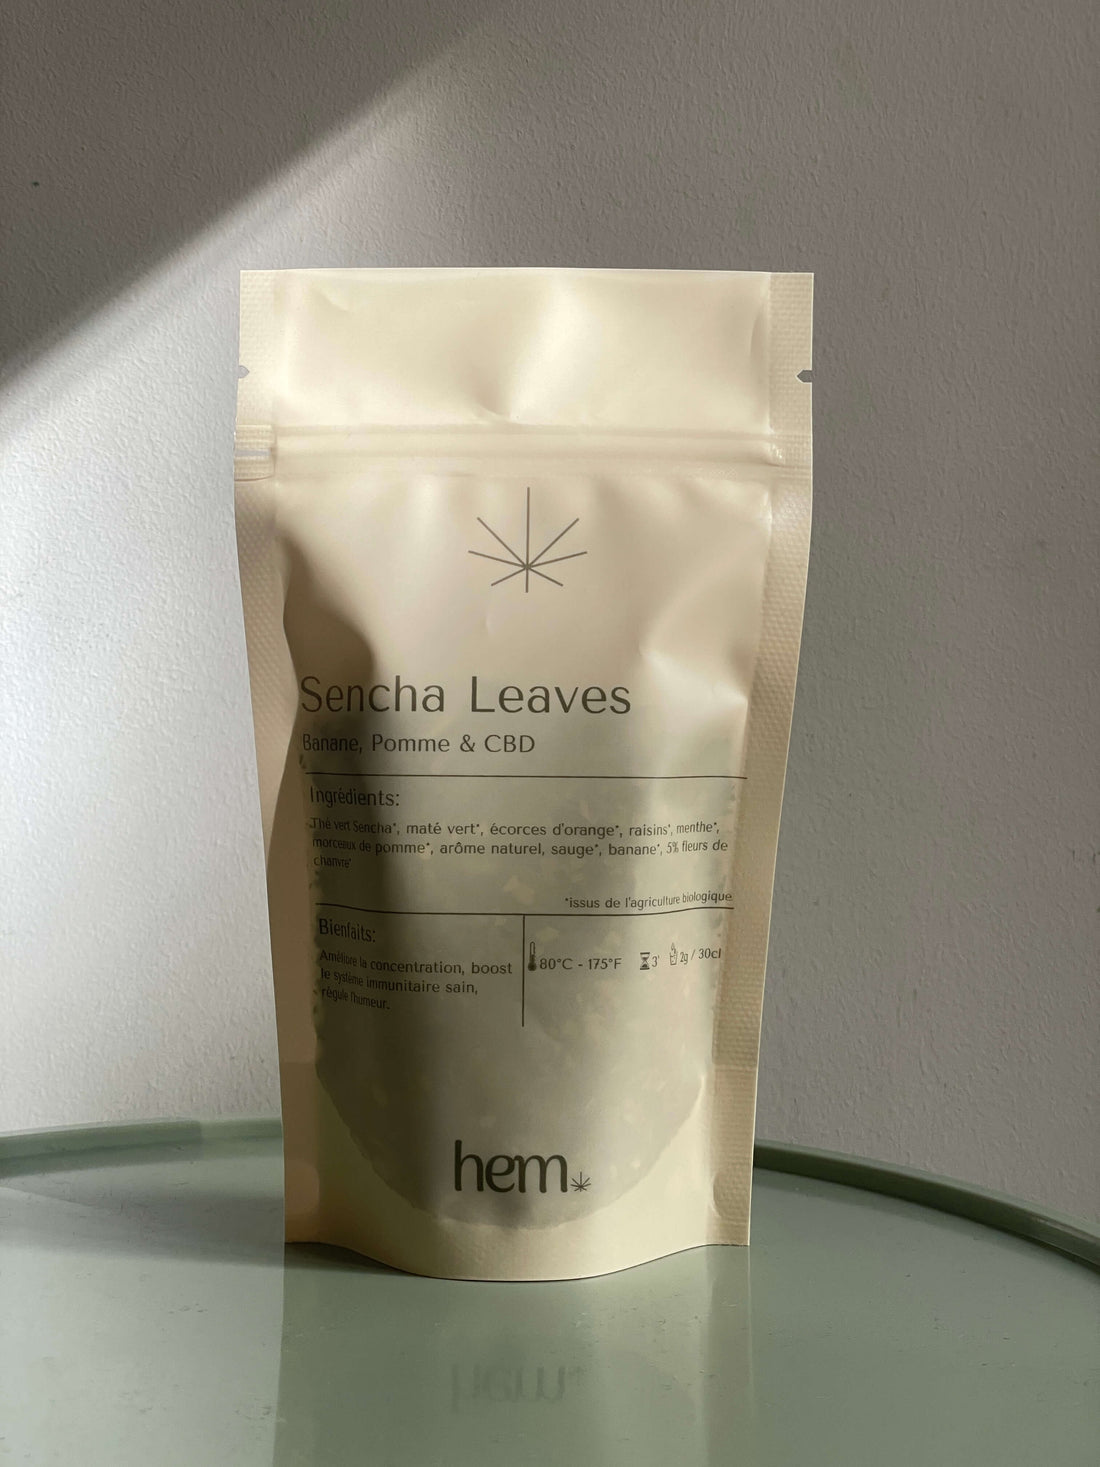 Sencha Leaves
Banane, Pomme & CBD
Ingrédients:
Thé vert Sencha*, maté vert*, écorces d'orange*, raisins*, menthe*,
morceaux de pomme*, arôme naturel, sauge*, banane*, 5% fleurs de
chanvre*
*issus de l'agriculture biologique
Bienfaits:
Améliore la concentration, boost
le système immunitaire sain,
régule l'humeur.
80°C - 175°F 3' 2g / 30cl
hem